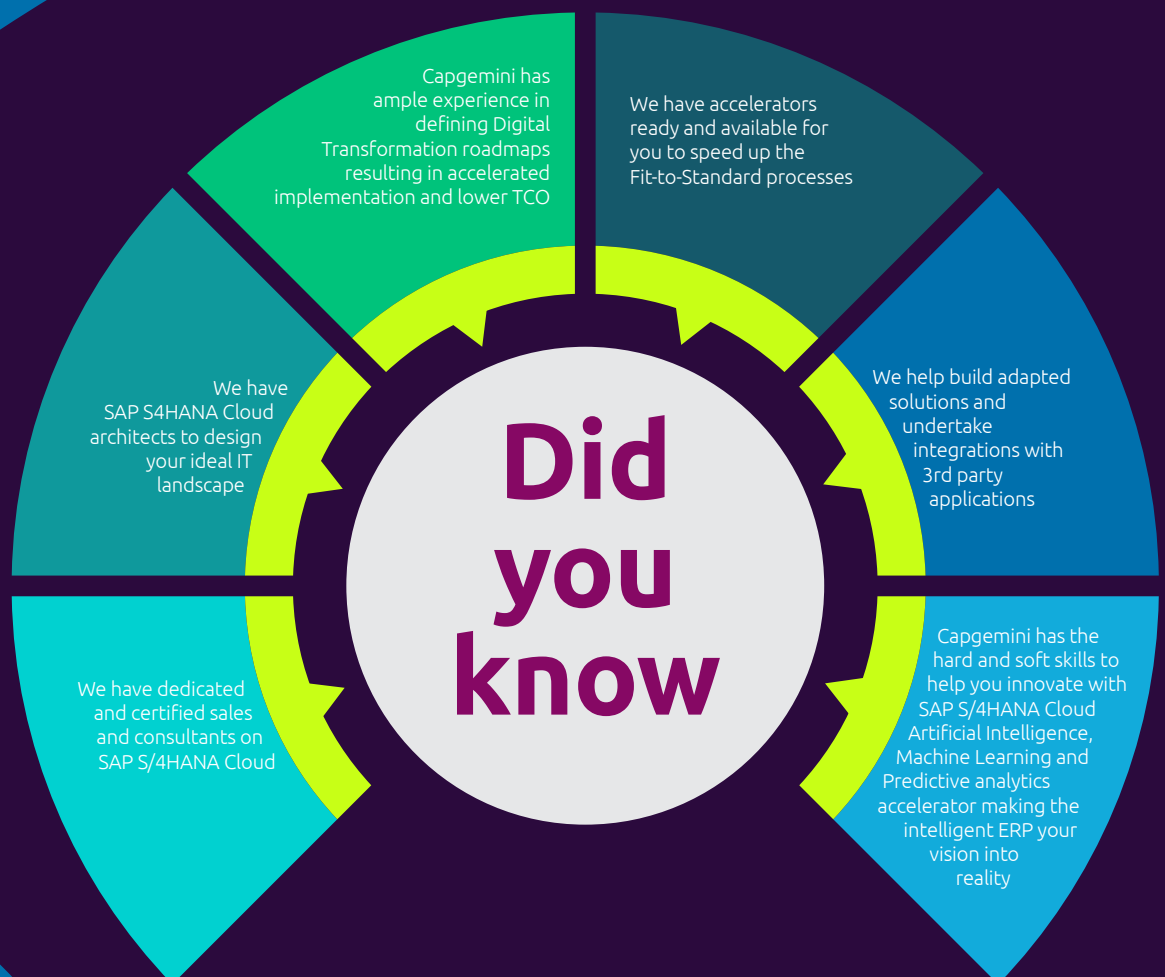 Did
you
know
We have dedicated
and certified sales
and consultants on
SAP S/4HANA Cloud
We have
SAP S4HANA Cloud
architects to design
your ideal IT
landscape
Capgemini has
ample experience in
defining Digital
Transformation roadmaps
resulting in accelerated
implementation and lower TCO
We have accelerators
ready and available for
you to speed up the
Fit-to-Standard processes
We help build adapted
solutions and
undertake
integrations with
3rd party
applications
Capgemini has the
hard and soft skills to
help you innovate with
SAP S/4HANA Cloud
Artificial Intelligence,
Machine Learning and
Predictive analytics
accelerator making the
intelligent ERP your
vision into
reality